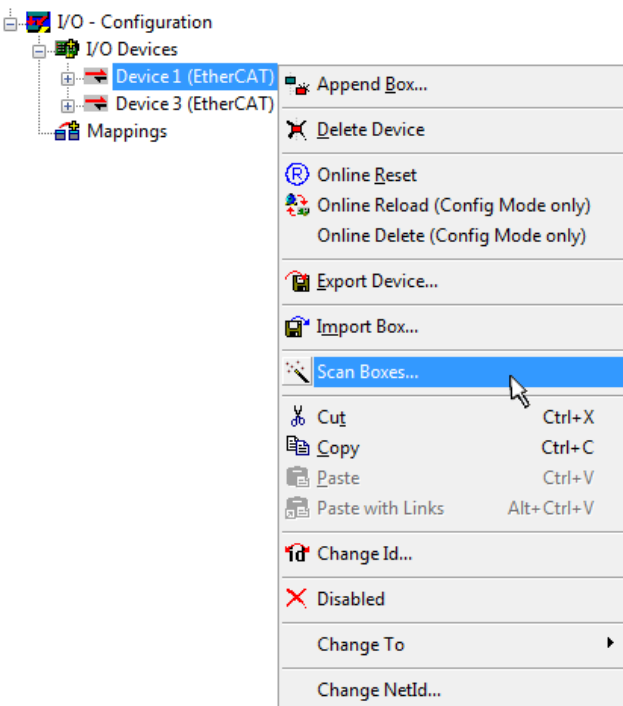 I/O - Configuration
I/O Devices
Device 1 (EtherCAT)
Device 3 (EtherCAT)
Mappings
Append Box...
Delete Device
R Online Reset
Online Reload (Config Mode only)
Online Delete (Config Mode only)
Export Device...
Import Box...
Scan Boxes...
Cut Ctrl+X
Copy Ctrl+C
Paste Ctrl+V
Paste with Links Alt+Ctrl+V
id Change Id...
Disabled
Change To
Change NetId...